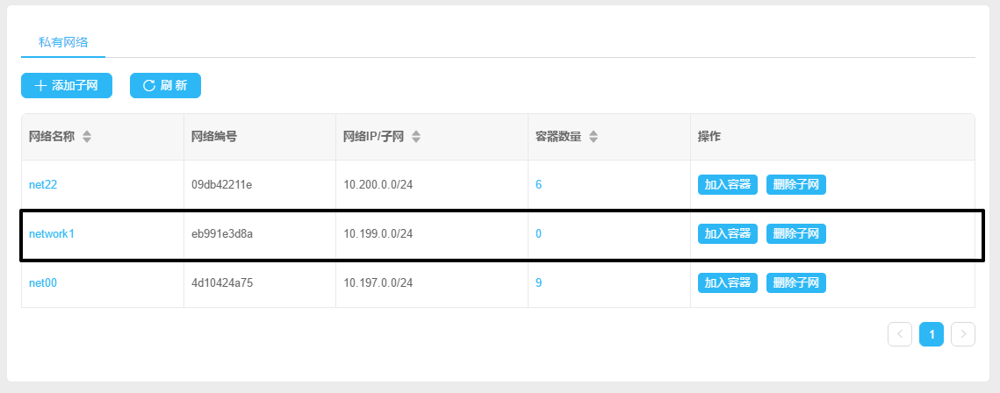 私有网络
添加子网 刷 新
网络名称 网络编号 网络IP/子网 容器数量 操作
net22 09db42211e 10.200.0.0/24 6 加入容器 删除子网
network1 eb991e3d8a 10.199.0.0/24 0 加入容器 删除子网
net00 4d10424a75 10.197.0.0/24 9 加入容器 删除子网
1